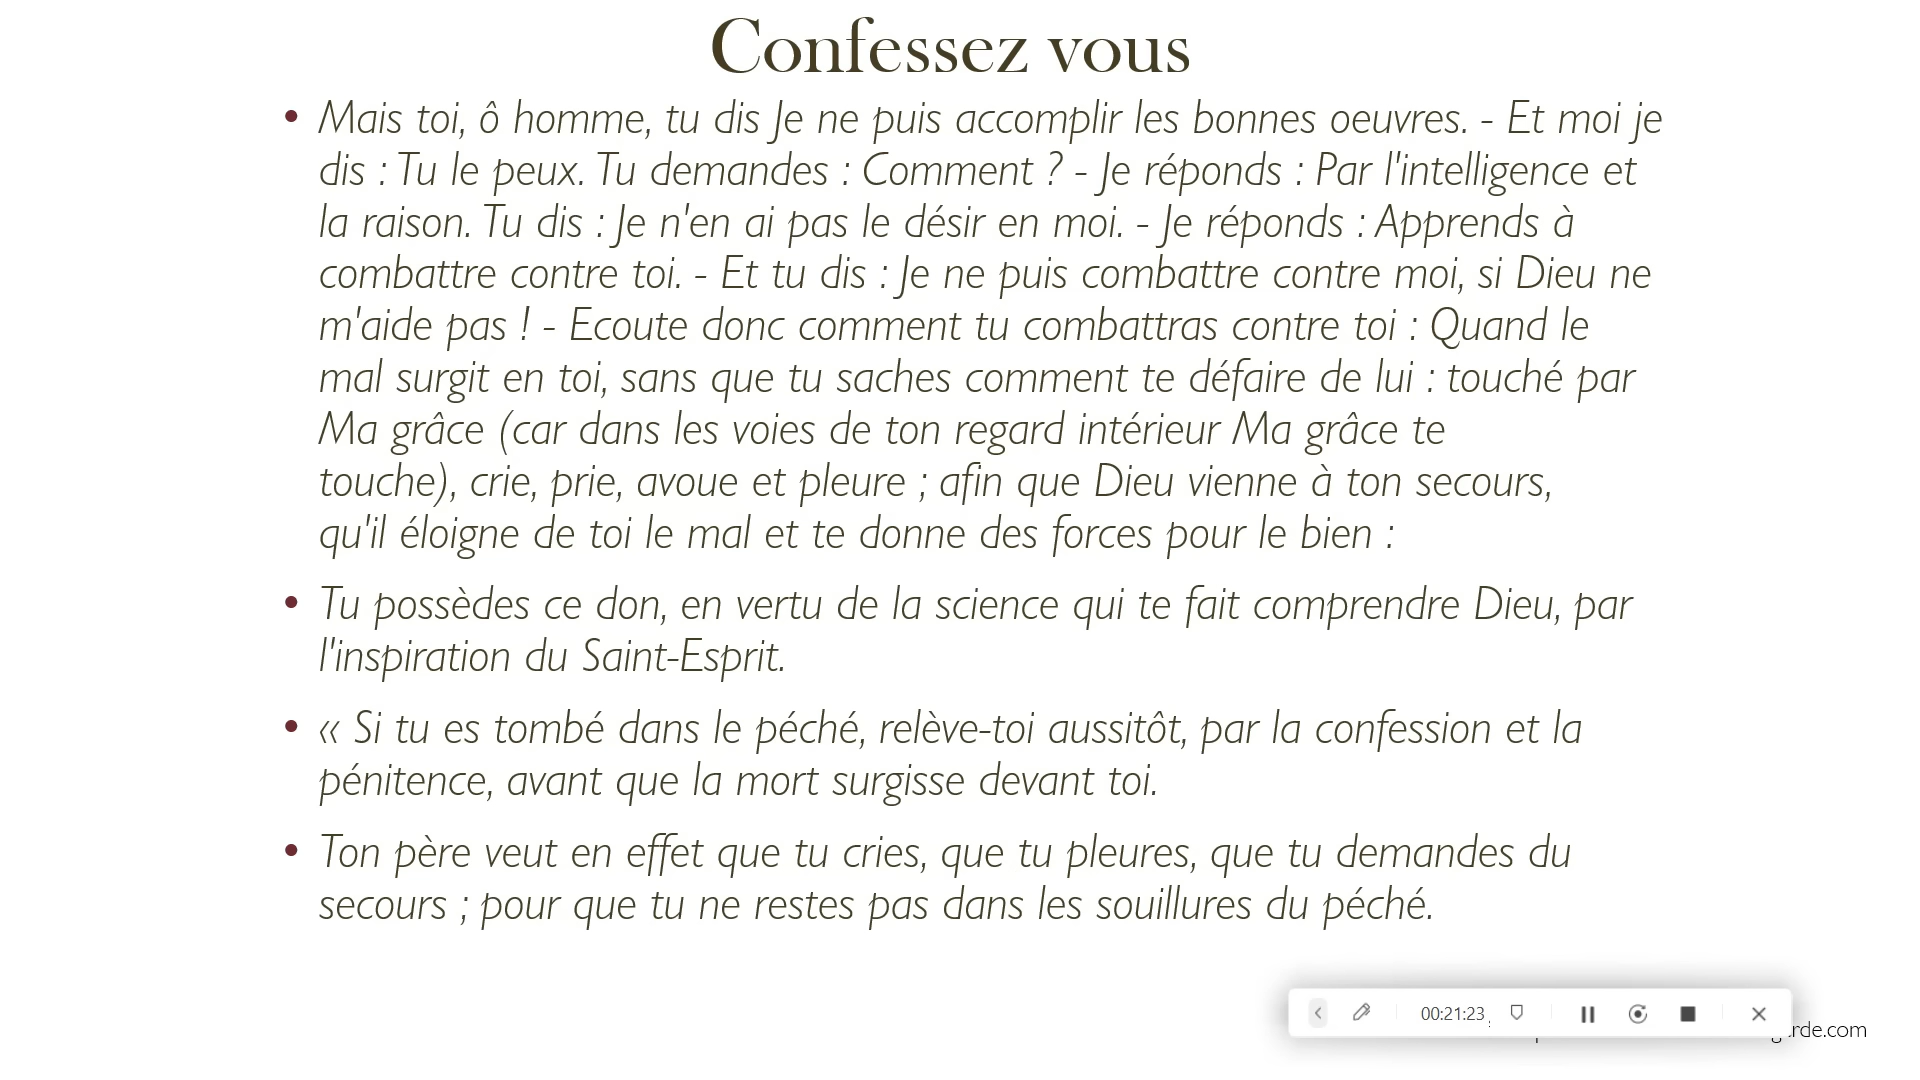 Confessez vous
• Mais toi, ô homme, tu dis Je ne puis accomplir les bonnes oeuvres. - Et moi je
dis : Tu le peux. Tu demandes : Comment ? - Je réponds : Par l'intelligence et
la raison. Tu dis : Je n'en ai pas le désir en moi. - Je réponds : Apprends à
combattre contre toi. - Et tu dis : Je ne puis combattre contre moi, si Dieu ne
m'aide pas ! - Ecoute donc comment tu combattras contre toi : Quand le
mal surgit en toi, sans que tu saches comment te défaire de lui : touché par
Ma grâce (car dans les voies de ton regard intérieur Ma grâce te
touche), crie, prie, avoue et pleure ; afin que Dieu vienne à ton secours,
qu'il éloigne de toi le mal et te donne des forces pour le bien :
• Tu possèdes ce don, en vertu de la science qui te fait comprendre Dieu, par
l'inspiration du Saint-Esprit.
• « Si tu es tombé dans le péché, relève-toi aussitôt, par la confession et la
pénitence, avant que la mort surgisse devant toi.
• Ton père veut en effet que tu cries, que tu pleures, que tu demandes du
secours ; pour que tu ne restes pas dans les souillures du péché.
00:21:23
rde.com